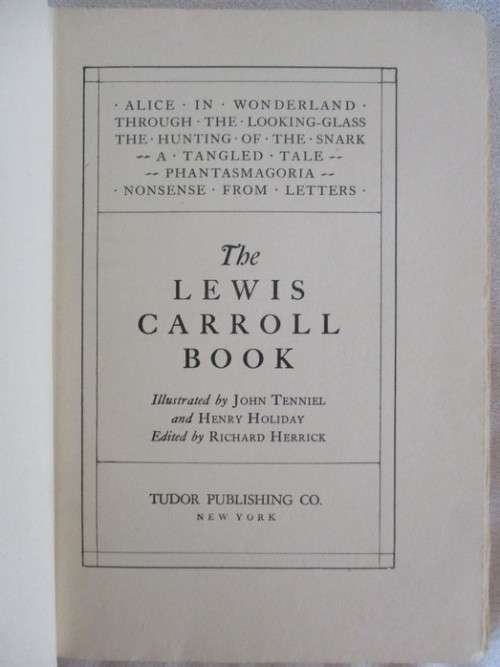 · ALICE · IN · WONDERLAND ·
THROUGH · THE · LOOKING-GLASS
THE · HUNTING · OF · THE · SNARK
-- A · TANGLED · TALE --
-- PHANTASMAGORIA --
· NONSENSE · FROM · LETTERS ·
The
LEWIS
CARROLL
BOOK
Illustrated by JOHN TENNIEL
and HENRY HOLIDAY
Edited by RICHARD HERRICK
TUDOR PUBLISHING CO.
NEW YORK